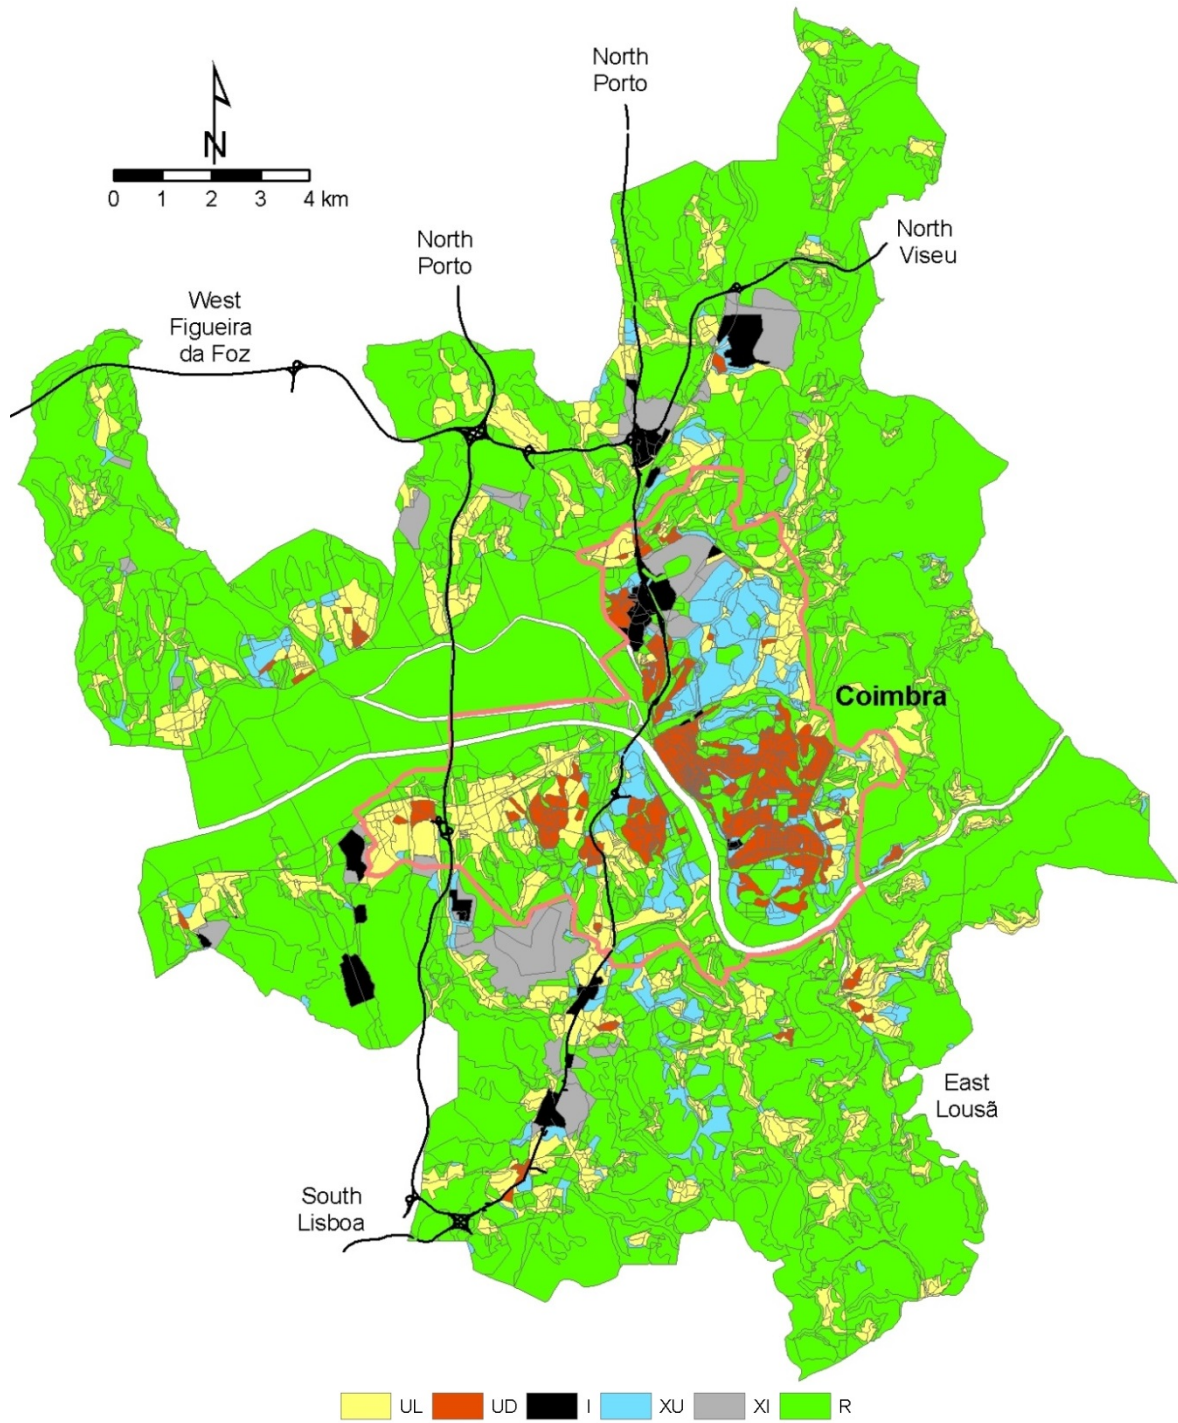 North
Porto
N
0 1 2 3 4 km
North
Viseu
North
Porto
West
Figueira
da Foz
Coimbra
East
Lousã
South
Lisboa
UL UD I XU XI R